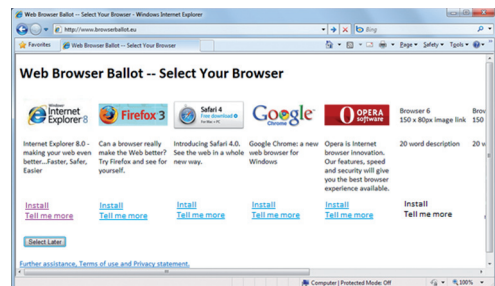 Web Browser Ballot -- Select Your Browser - Windows Internet Explorer
http://www.browserballot.eu
Bing
Favorites
Web Browser Ballot -- Select Your Browser
Page
Safety
Tools
Web Browser Ballot -- Select Your Browser
Windows
Internet Explorer 8
Firefox 3
Safari 4
Free download
For Mac + PC
Google
Chrome
OPERA
software
Browser 6
150 x 80px image link
Brow
150
Internet Explorer 8.0 -
making your web even
better...Faster, Safer,
Easier
Can a browser really
make the Web better?
Try Firefox and see for
yourself.
Introducing Safari 4.0.
See the web in a whole
new way.
Google Chrome: a new
web browser for
Windows
Opera is Internet
browser innovation.
Our features, speed
and security will give
you the best browser
experience available.
20 word description
20 w
Install
Tell me more
Install
Tell me more
Install
Tell me more
Install
Tell me more
Install
Tell me more
Install
Tell me more
Select Later
Further assistance, Terms of use and Privacy statement.
Computer | Protected Mode: Off
100%